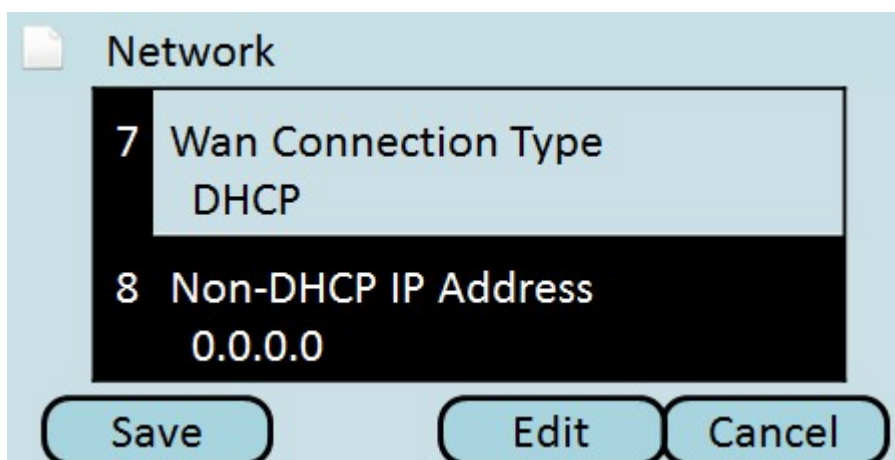 Network
7 Wan Connection Type
DHCP
8 Non-DHCP IP Address
0.0.0.0
Save Edit Cancel